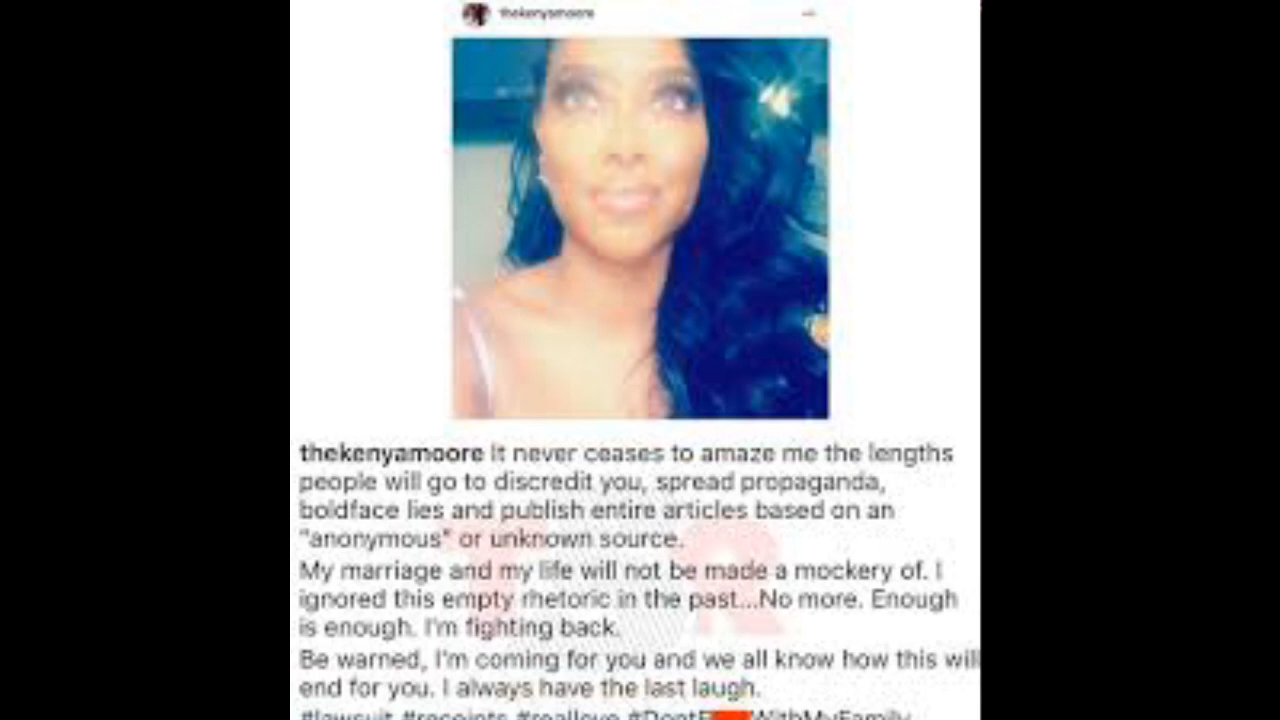 thekenyamoore
thekenyamoore It never ceases to amaze me the lengths
people will go to discredit you, spread propaganda,
boldface lies and publish entire articles based on an
"anonymous" or unknown source.
My marriage and my life will not be made a mockery of. I
ignored this empty rhetoric in the past...No more. Enough
is enough. I'm fighting back.
Be warned, I'm coming for you and we all know how this will
end for you. I always have the last laugh.
#lawsuit #receipts #reallove